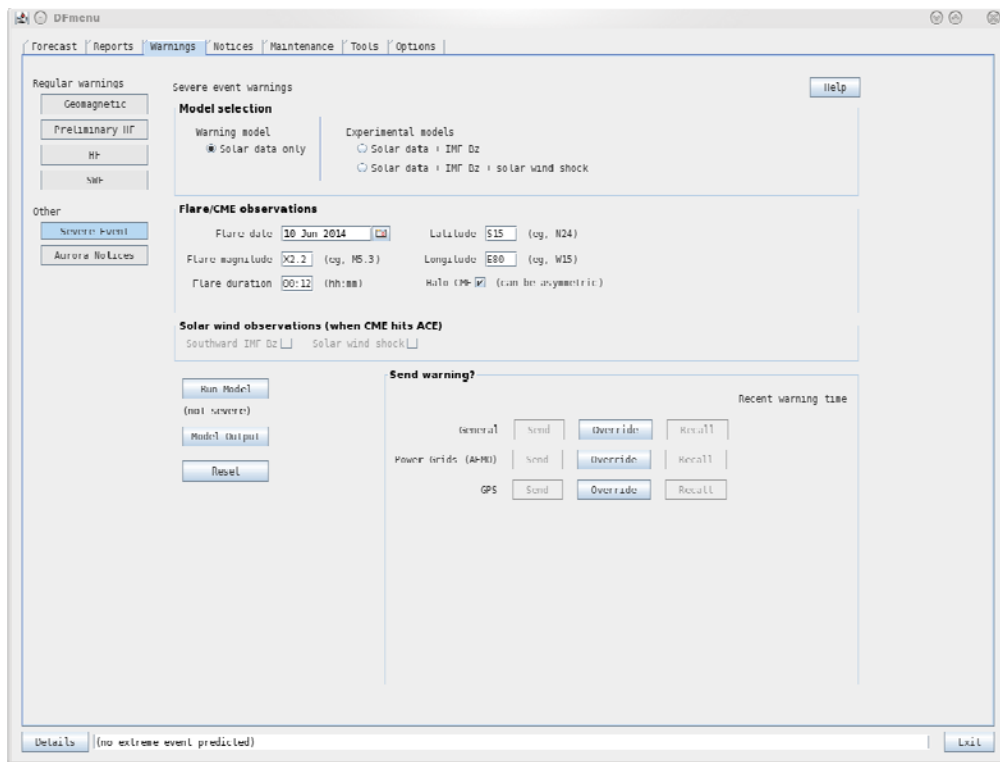 DFmenu
Forecast Reports Warnings Notices Maintenance Tools Options
Regular warnings
Geomagnetic
Preliminary HF
HF
SWF
Other
Severe Event
Aurora Notices
Severe event warnings
Help
Model selection
Warning model
Solar data only
Experimental models
Solar data + IMF Bz
Solar data + IMF Bz + solar wind shock
Flare/CME observations
Flare date 10 Jun 2014
Latitude S15 (eg, N24)
Flare magnitude X2.2 (eg, M5.3)
Longitude E80 (eg, W15)
Flare duration 00:12 (hh:mm)
Halo CME (can be asymmetric)
Solar wind observations (when CME hits ACE)
Southward IMF Bz Solar wind shock
Run Model
(not severe)
Model Output
Reset
Send warning?
Recent warning time
General Send Override Recall
Power Grids (AEMO) Send Override Recall
GPS Send Override Recall
Details (no extreme event predicted) Exit